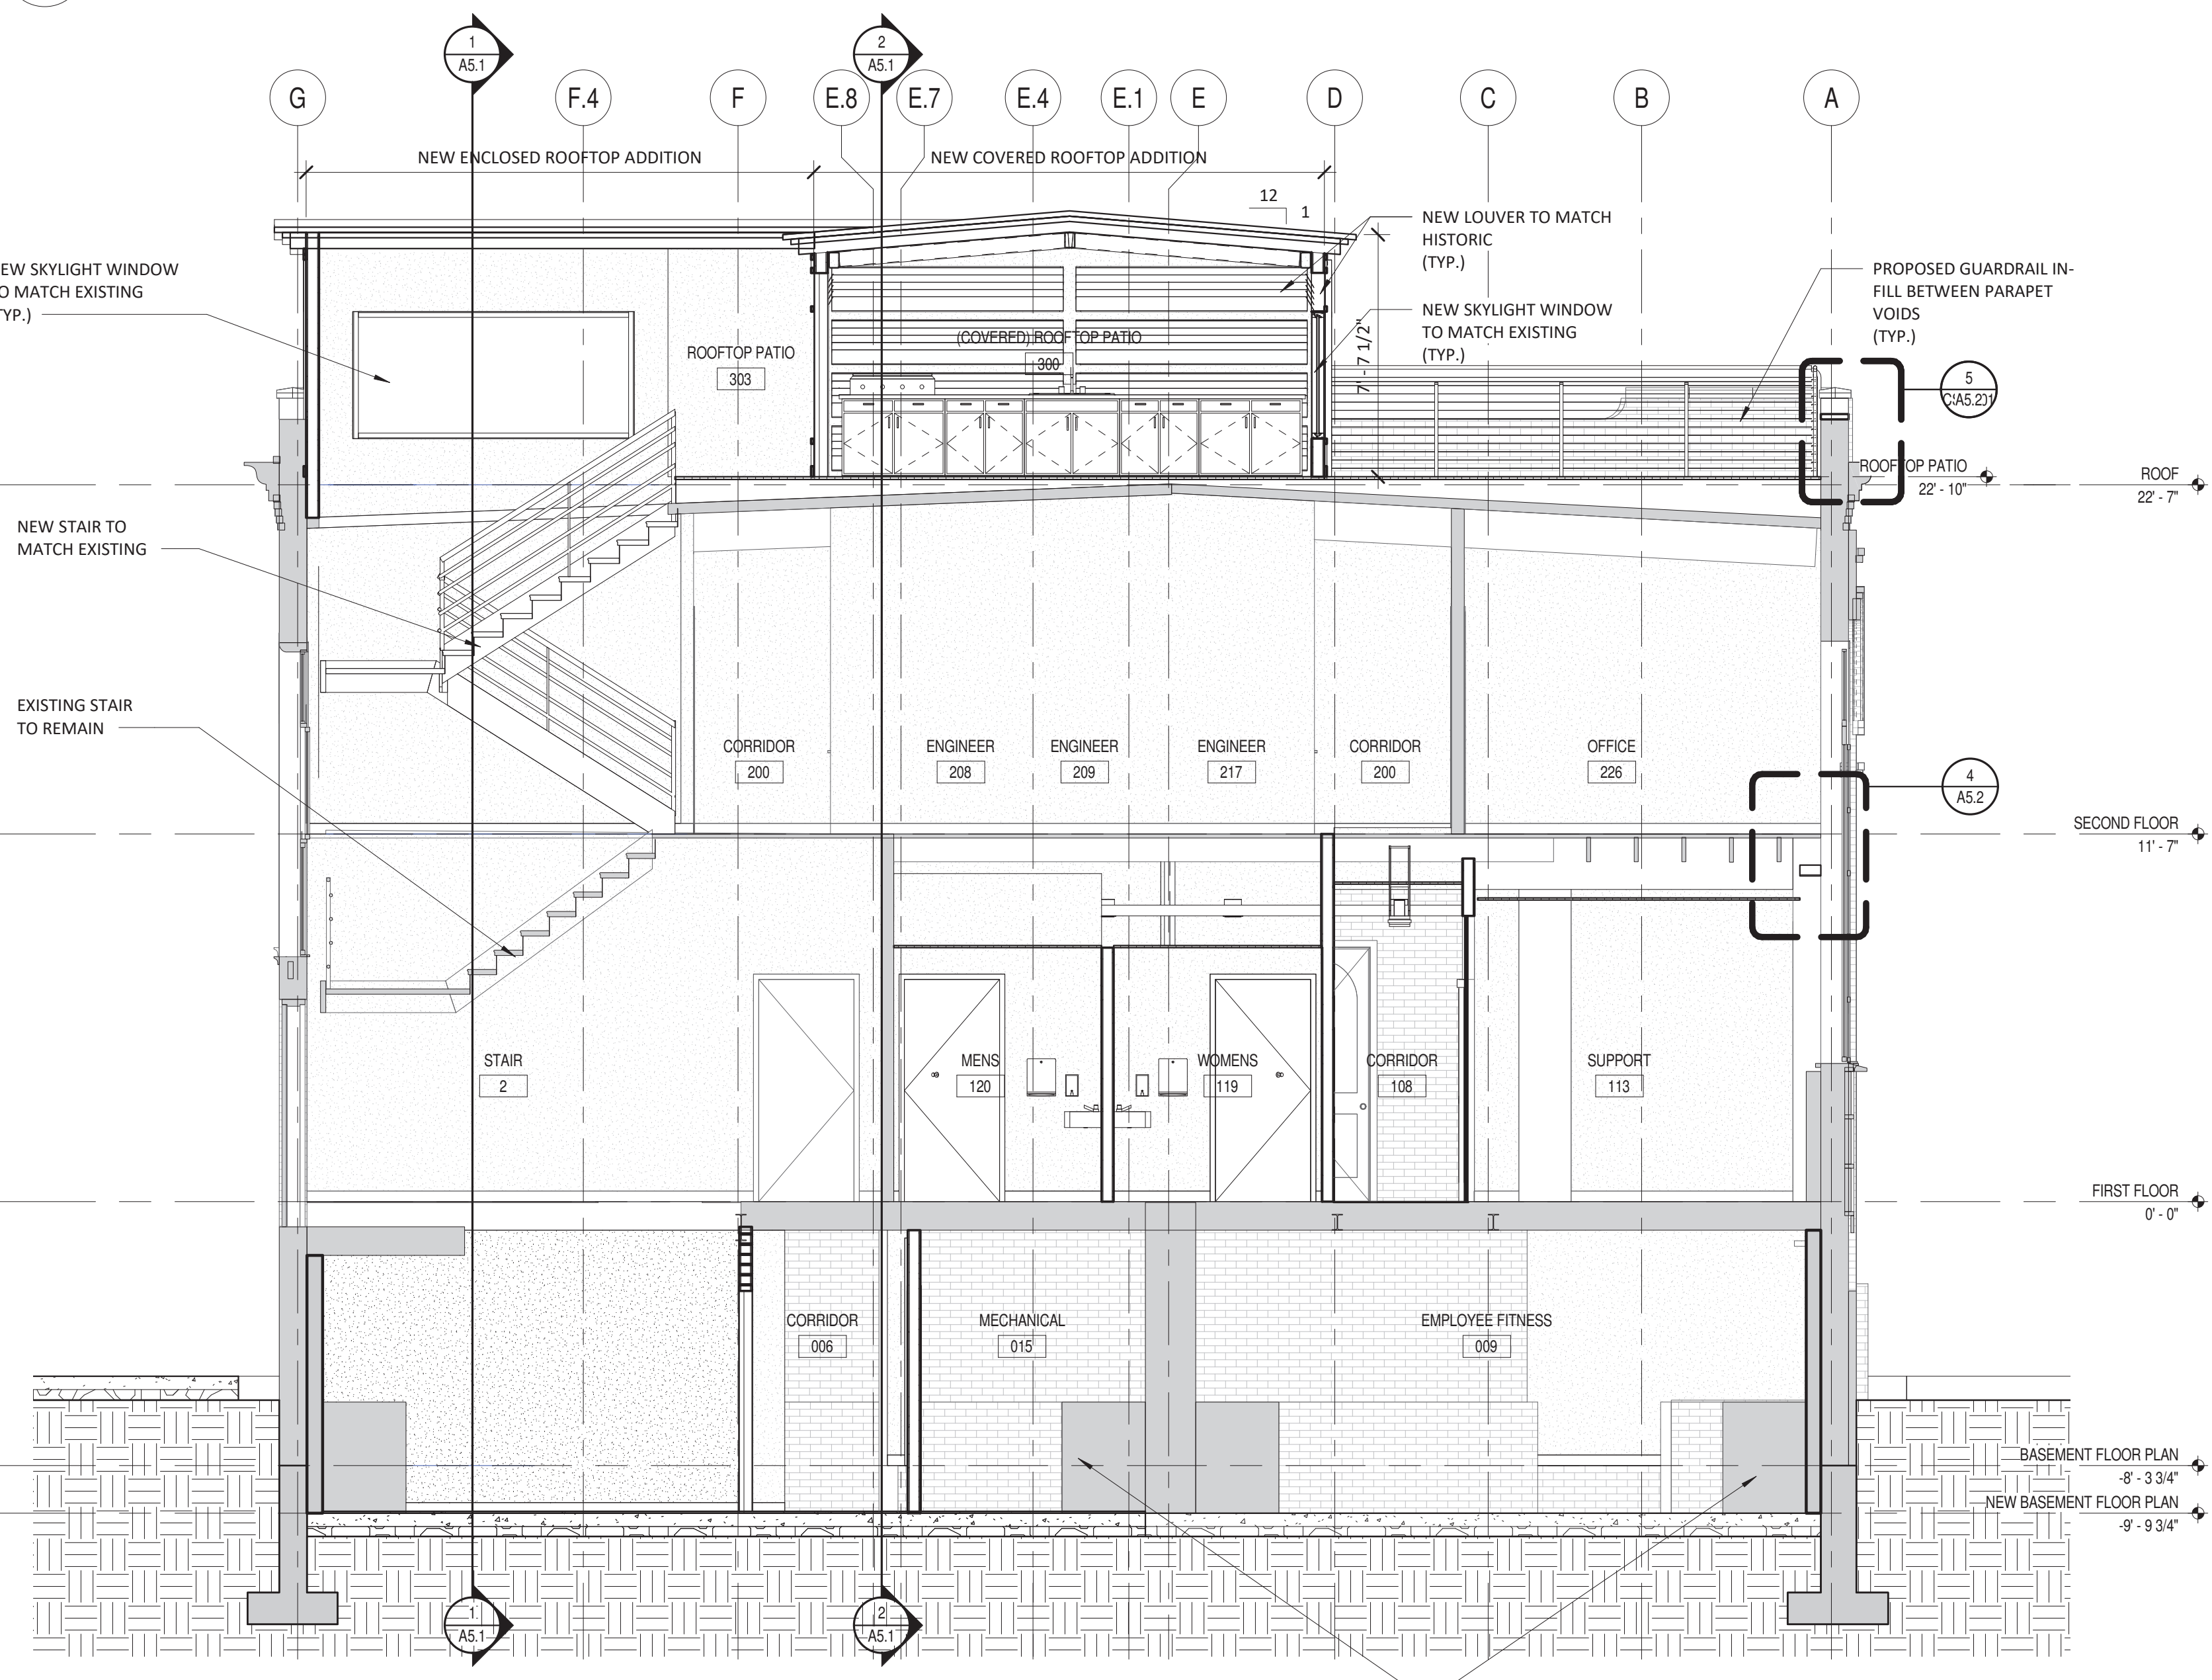 1
A5.1
2
A5.1
G
F.4
F
E.8
E.7
E.4
E.1
E
D
C
B
A
NEW ENCLOSED ROOFTOP ADDITION
NEW COVERED ROOFTOP ADDITION
12
1
NEW LOUVER TO MATCH
HISTORIC
(TYP.)
EW SKYLIGHT WINDOW
O MATCH EXISTING
TYP.)
PROPOSED GUARDRAIL IN-
FILL BETWEEN PARAPET
VOIDS
(TYP.)
NEW SKYLIGHT WINDOW
TO MATCH EXISTING
(TYP.)
7' - 7 1/2"
ROOFTOP PATIO
303
(COVERED) ROOFTOP PATIO
300
5
ROOFTOP PATIO
22' - 10"
ROOF
22' - 7"
NEW STAIR TO
MATCH EXISTING
EXISTING STAIR
TO REMAIN
CORRIDOR
200
ENGINEER
208
ENGINEER
209
ENGINEER
217
CORRIDOR
200
OFFICE
226
4
A5.2
SECOND FLOOR
11' - 7"
STAIR
2
MENS
120
WOMENS
119
CORRIDOR
108
SUPPORT
113
FIRST FLOOR
0' - 0"
CORRIDOR
006
MECHANICAL
015
EMPLOYEE FITNESS
009
BASEMENT FLOOR PLAN
-8' - 3 3/4"
NEW BASEMENT FLOOR PLAN
-9' - 9 3/4"
1
A5.1
2
A5.1